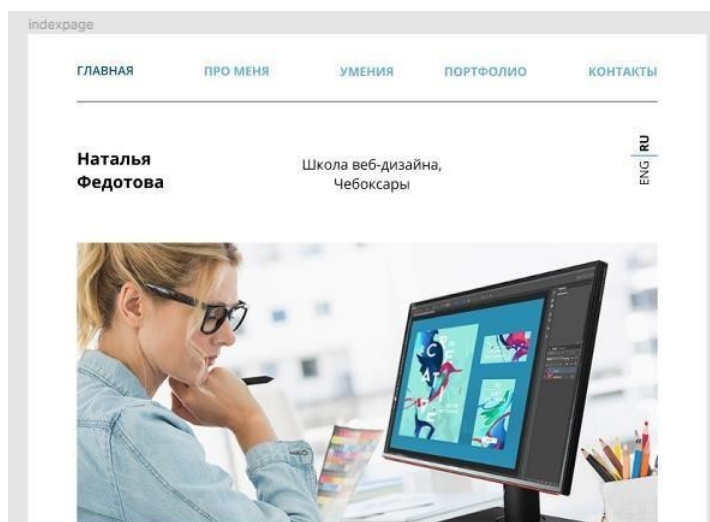 indexpage
ГЛАВНАЯ ПРО МЕНЯ УМЕНИЯ ПОРТФОЛИО КОНТАКТЫ
Наталья
Федотова
Школа веб-дизайна,
Чебоксары
ENG RU